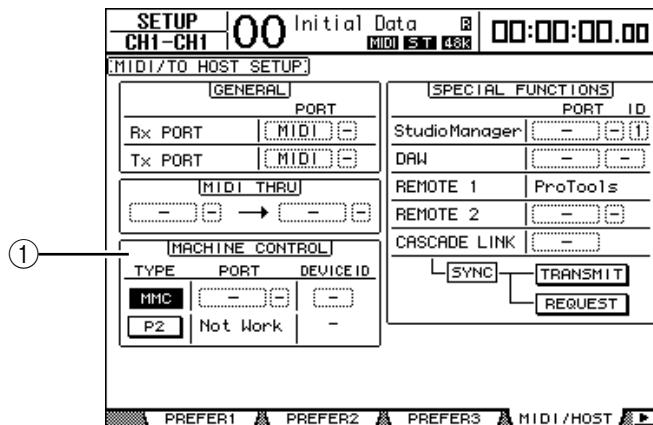 SETUP
CH1-CH1
00
Initial Data
R
MIDI ST 48k
00:00:00.00
MIDI/TO HOST SETUP
GENERAL
PORT
Rx PORT MIDI -
Tx PORT MIDI -
MIDI THRU
- - → - -
MACHINE CONTROL
TYPE PORT DEVICE ID
MMC - - -
P2 Not Work -
SPECIAL FUNCTIONS
PORT ID
StudioManager - - 1
DAW - -
REMOTE 1 ProTools
REMOTE 2 - -
CASCADE LINK -
SYNC TRANSMIT
REQUEST
1
PREFER1 PREFER2 PREFER3 MIDI/HOST